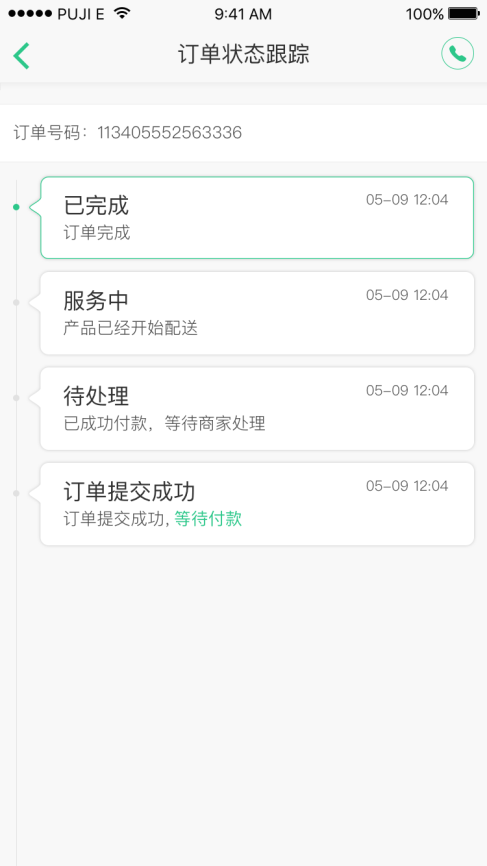 PUJI E 9:41 AM 100%
订单状态跟踪
订单号码：113405552563336
已完成 05-09 12:04
订单完成
服务中 05-09 12:04
产品已经开始配送
待处理 05-09 12:04
已成功付款，等待商家处理
订单提交成功 05-09 12:04
订单提交成功, 等待付款